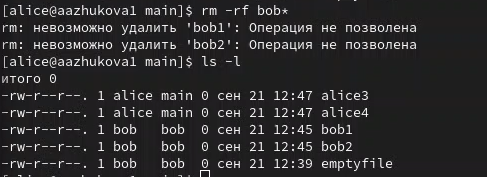 [alice@aazhukova1 main]$ rm -rf bob*
rm: невозможно удалить 'bob1': Операция не позволена
rm: невозможно удалить 'bob2': Операция не позволена
[alice@aazhukova1 main]$ ls -l
итого 0
-rw-r--r--. 1 alice main 0 сен 21 12:47 alice3
-rw-r--r--. 1 alice main 0 сен 21 12:47 alice4
-rw-r--r--. 1 bob   bob  0 сен 21 12:45 bob1
-rw-r--r--. 1 bob   bob  0 сен 21 12:45 bob2
-rw-r--r--. 1 bob   bob  0 сен 21 12:39 emptyfile
[alice@aazhukova1 main]$